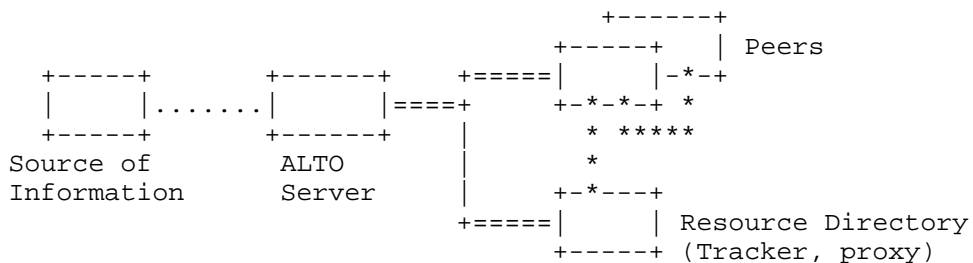 Peers
Source of
Information
ALTO
Server
Resource Directory
(Tracker, proxy)